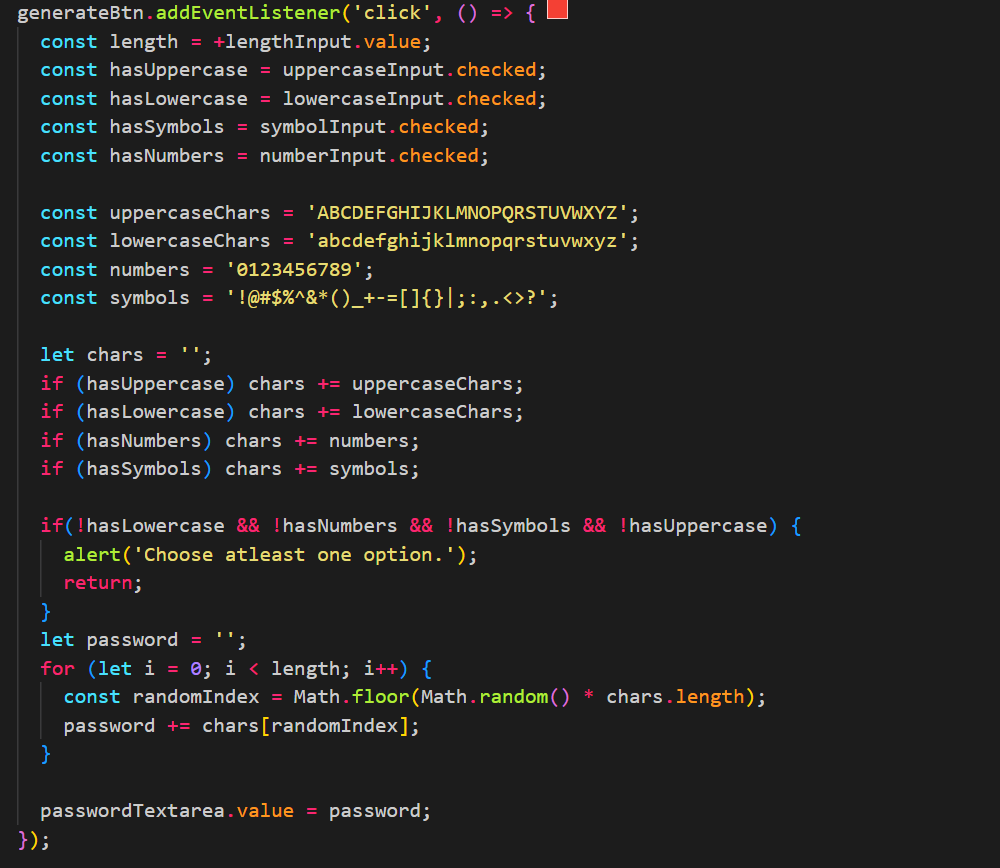 generateBtn.addEventListener('click', () => {
  const length = +lengthInput.value;
  const hasUppercase = uppercaseInput.checked;
  const hasLowercase = lowercaseInput.checked;
  const hasSymbols = symbolInput.checked;
  const hasNumbers = numberInput.checked;

  const uppercaseChars = 'ABCDEFGHIJKLMNOPQRSTUVWXYZ';
  const lowercaseChars = 'abcdefghijklmnopqrstuvwxyz';
  const numbers = '0123456789';
  const symbols = '!@#$%^&*()_+-=[]{}|;:,.<>?';

  let chars = '';
  if (hasUppercase) chars += uppercaseChars;
  if (hasLowercase) chars += lowercaseChars;
  if (hasNumbers) chars += numbers;
  if (hasSymbols) chars += symbols;

  if(!hasLowercase && !hasNumbers && !hasSymbols && !hasUppercase) {
    alert('Choose atleast one option.');
    return;
  }
  let password = '';
  for (let i = 0; i < length; i++) {
    const randomIndex = Math.floor(Math.random() * chars.length);
    password += chars[randomIndex];
  }

  passwordTextarea.value = password;
});